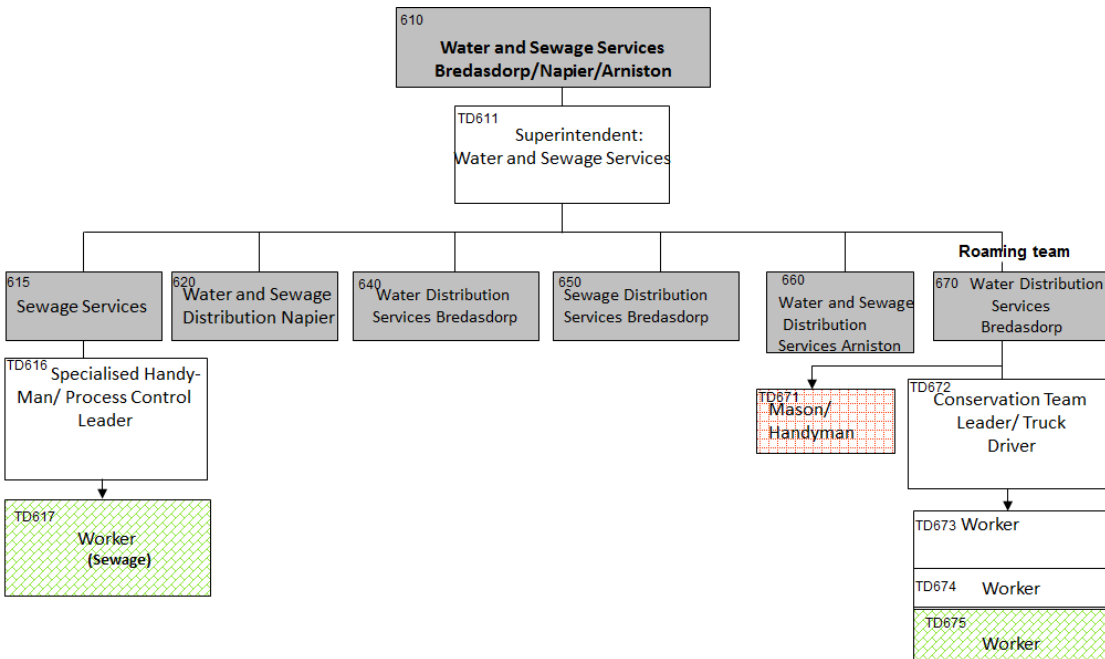 610
Water and Sewage Services
Bredasdorp/Napier/Arniston
TD611
Superintendent:
Water and Sewage Services
Roaming team
615
Sewage Services
620
Water and Sewage
Distribution Napier
640
Water Distribution
Services Bredasdorp
650
Sewage Distribution
Services Bredasdorp
660
Water and Sewage
Distribution
Services Arniston
670 Water Distribution
Services
Bredasdorp
TD616
Specialised Handy-
Man/ Process Control
Leader
TD671
Mason/
Handyman
TD672
Conservation Team
Leader/ Truck
Driver
TD617
Worker
(Sewage)
TD673 Worker
TD674 Worker
TD675
Worker